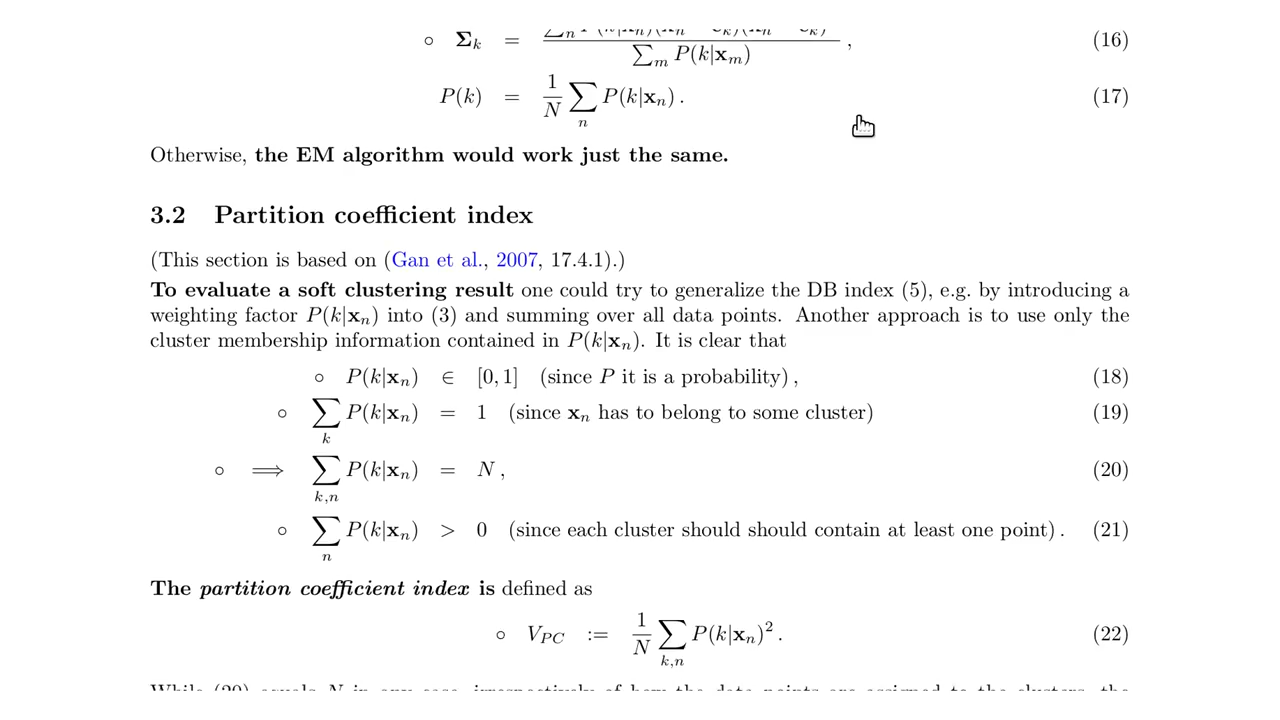 ∘ Σ_k = / ∑_m P(k|x_m) , (16)
P(k) = 1/N ∑_n P(k|x_n) . (17)
Otherwise, the EM algorithm would work just the same.
3.2 Partition coefficient index
(This section is based on (Gan et al., 2007, 17.4.1).)
To evaluate a soft clustering result one could try to generalize the DB index (5), e.g. by introducing a
weighting factor P(k|x_n) into (3) and summing over all data points. Another approach is to use only the
cluster membership information contained in P(k|x_n). It is clear that
∘ P(k|x_n) ∈ [0, 1] (since P it is a probability) , (18)
∘ ∑_k P(k|x_n) = 1 (since x_n has to belong to some cluster) (19)
∘ ⟹ ∑_{k,n} P(k|x_n) = N , (20)
∘ ∑_n P(k|x_n) > 0 (since each cluster should should contain at least one point) . (21)
The partition coefficient index is defined as
∘ V_{PC} := 1/N ∑_{k,n} P(k|x_n)^2 . (22)